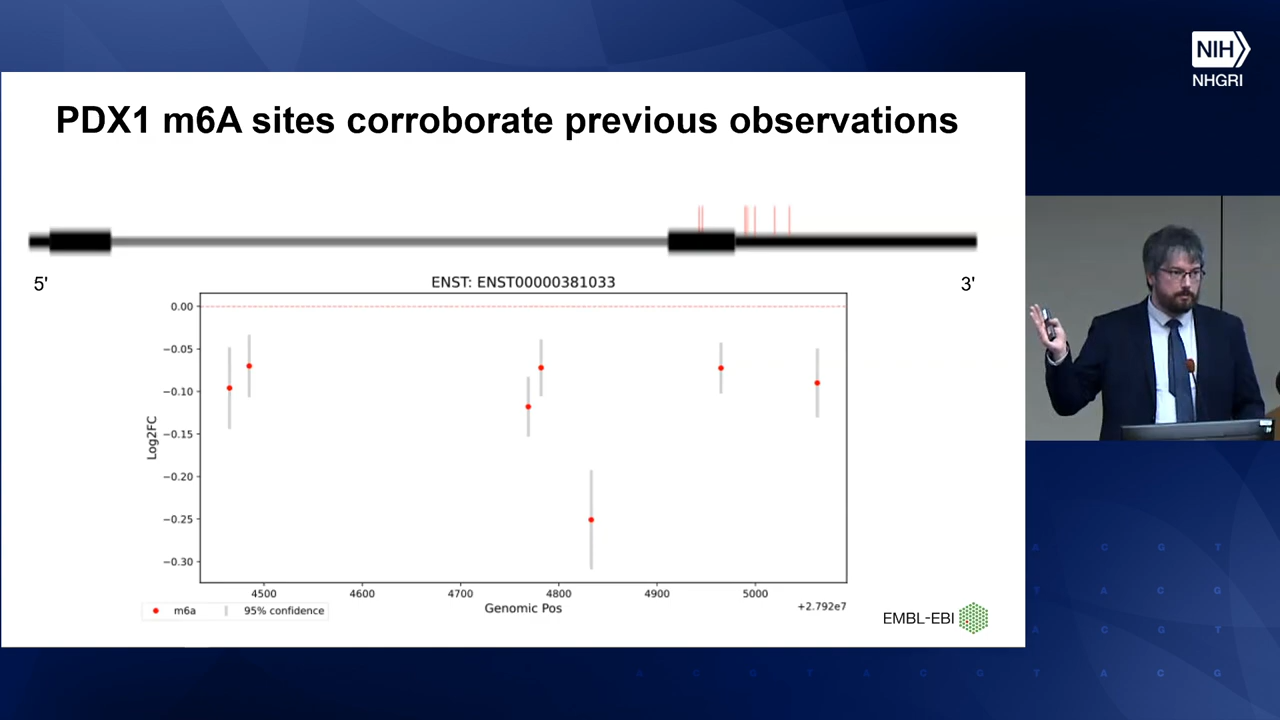 NIH
NHGRI
PDX1 m6A sites corroborate previous observations
5'
3'
ENST: ENST00000381033
0.00
−0.05
−0.10
−0.15
−0.20
−0.25
−0.30
Log2FC
4500 4600 4700 4800 4900 5000
Genomic Pos
+2.792e7
m6a 95% confidence
EMBL-EBI
A C G T
T A C G
A C G T
A C G T A C G T A C G